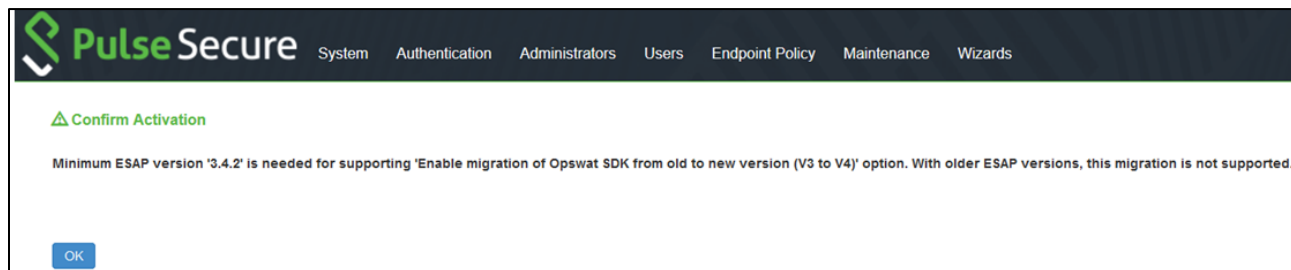 Pulse Secure System Authentication Administrators Users Endpoint Policy Maintenance Wizards
Confirm Activation
Minimum ESAP version '3.4.2' is needed for supporting 'Enable migration of Opswat SDK from old to new version (V3 to V4)' option. With older ESAP versions, this migration is not supported.
OK